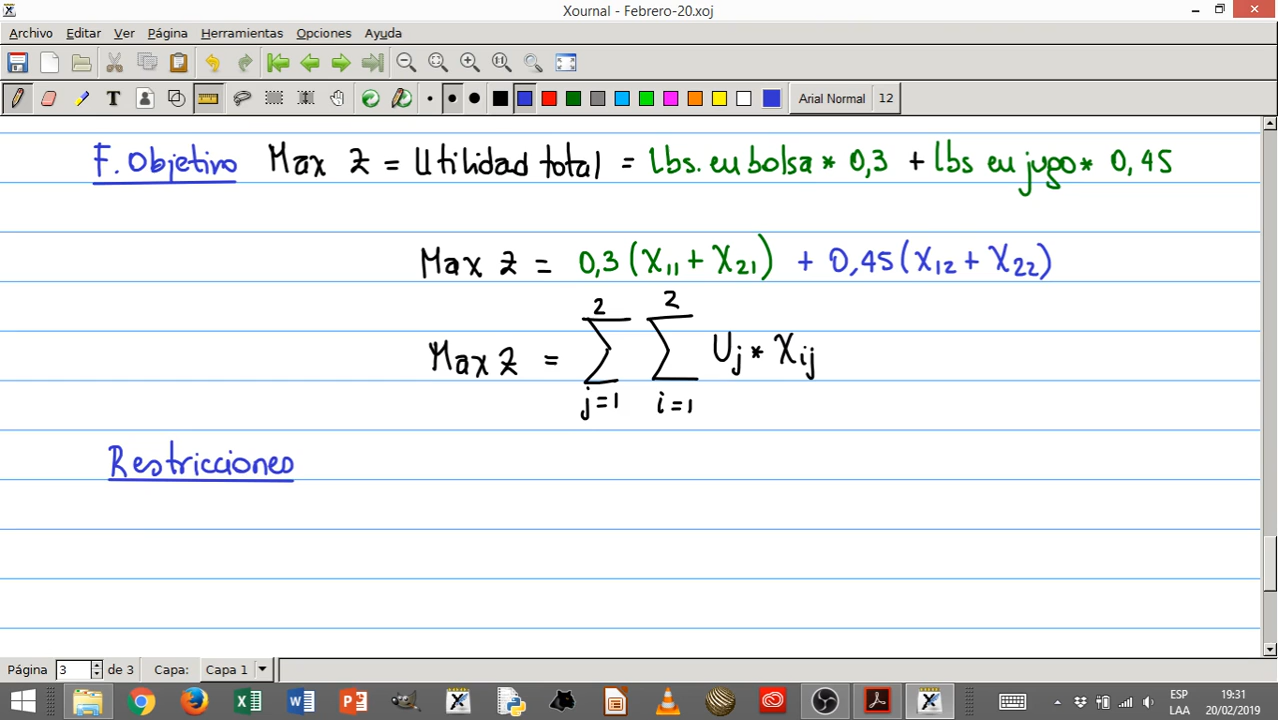 Xournal - Febrero-20.xoj
Archivo Editar Ver Página Herramientas Opciones Ayuda
Arial Normal 12
F. Objetivo Max Z = Utilidad total = Lbs. en bolsa * 0,3 + lbs en jugo * 0,45
Max Z = 0,3 (X11 + X21) + 0,45 (X12 + X22)
2 2
Max Z = ∑ ∑ Uj * Xij
j=1 i=1
Restricciones
Página 3 de 3 Capa: Capa 1
ESP 19:31
LAA 20/02/2019